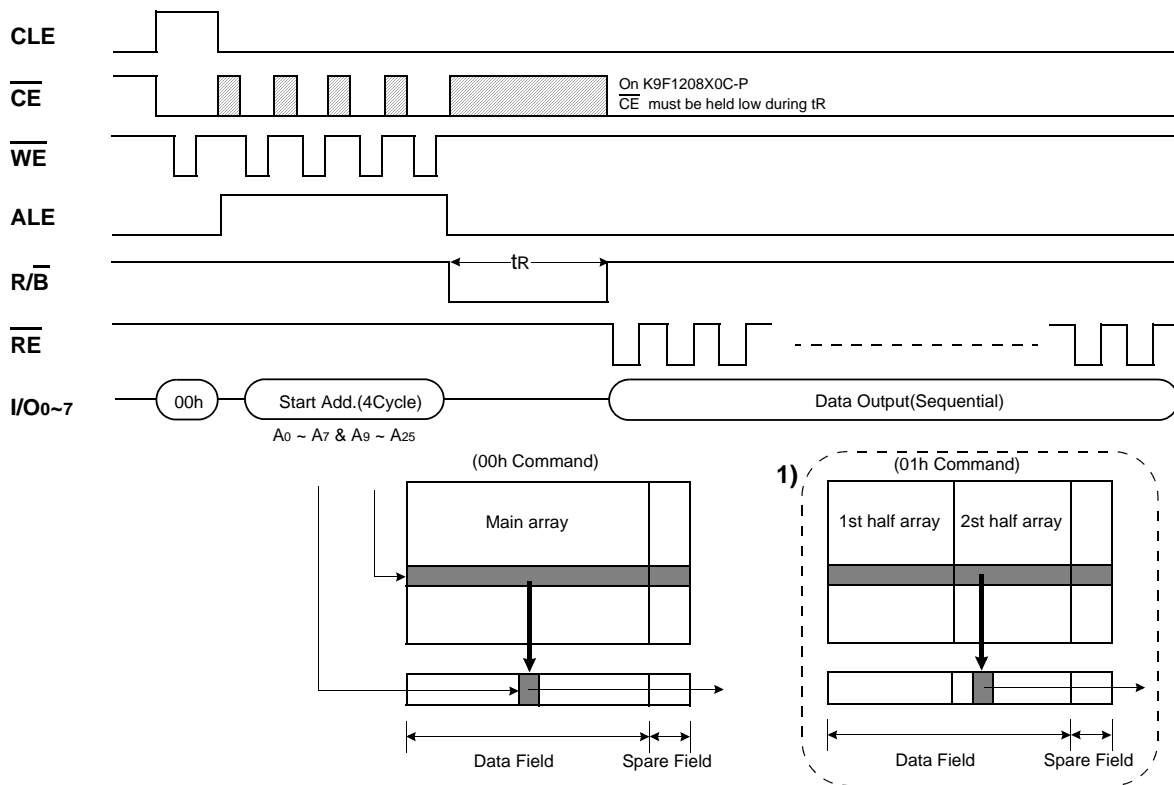 CLE
CE
On K9F1208X0C-P
CE must be held low during tR
WE
ALE
R/B
tR
RE
I/O0~7
00h
Start Add.(4Cycle)
Data Output(Sequential)
A0 ~ A7 & A9 ~ A25
(00h Command)
1)
(01h Command)
Main array
1st half array
2st half array
Data Field
Spare Field
Data Field
Spare Field